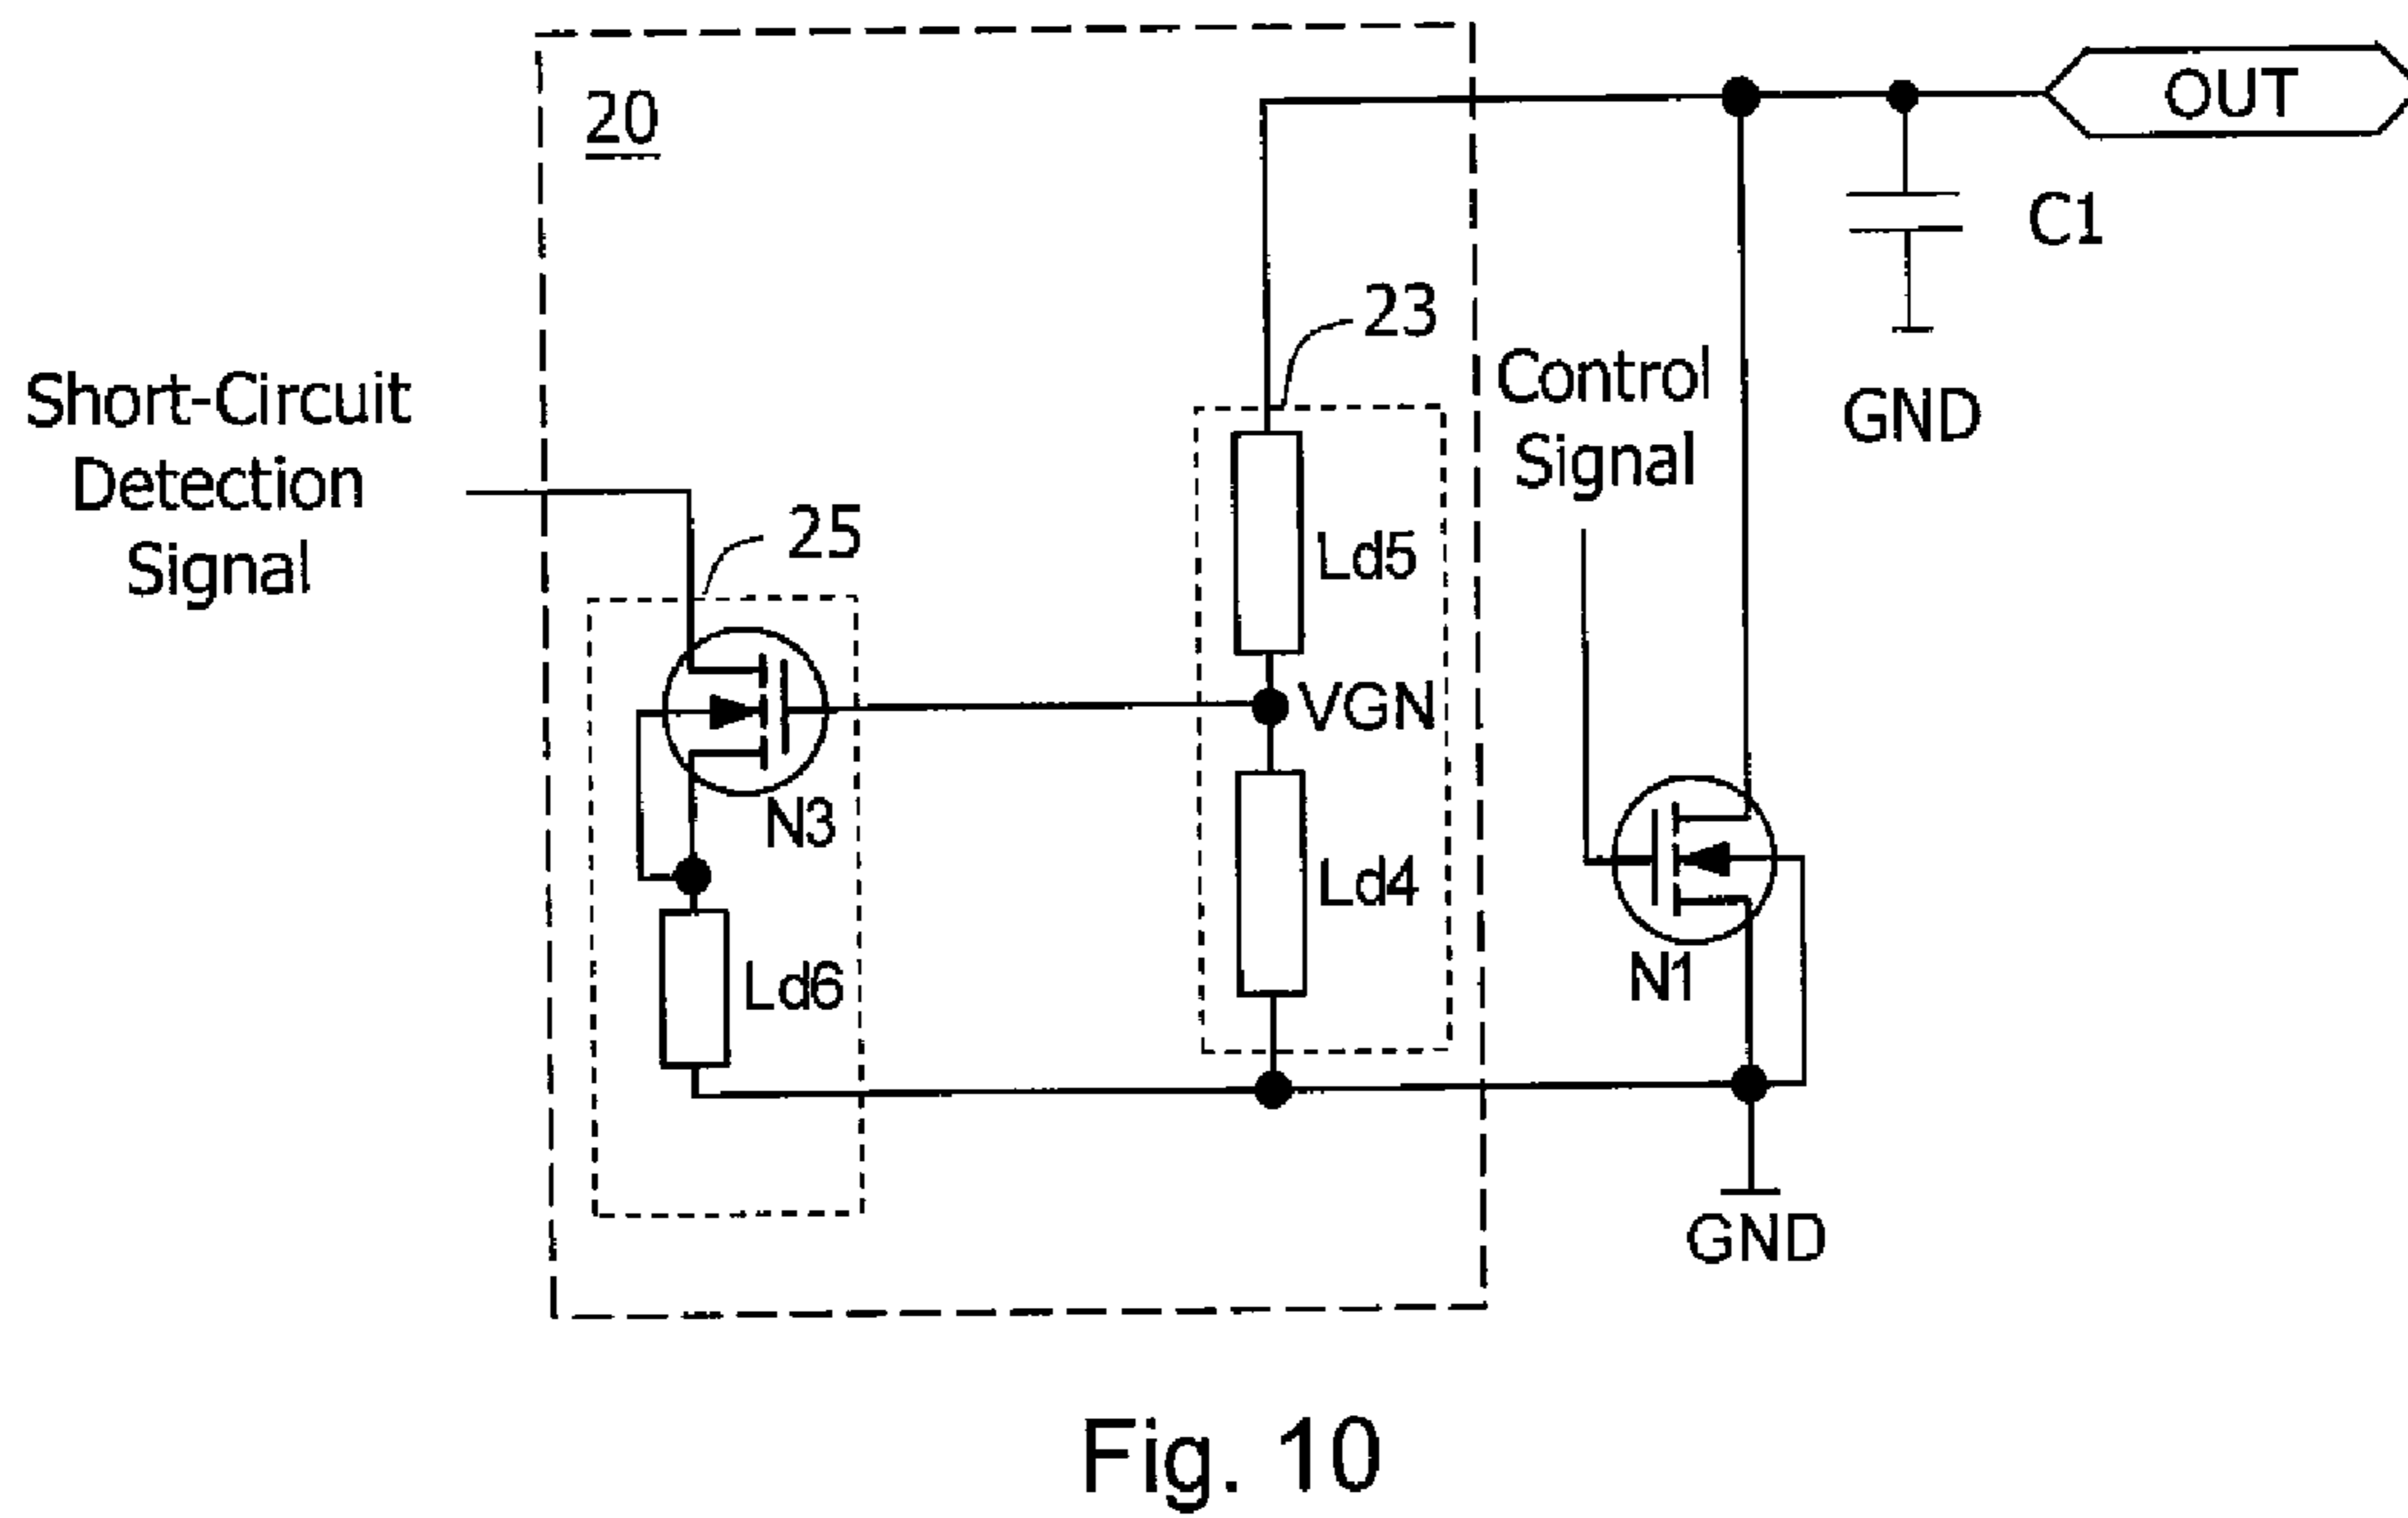 20
OUT
C1
GND
23
Control
Signal
Short-Circuit
Detection
Signal
25
Ld5
VGN
N3
Ld4
Ld6
N1
GND
Fig. 10